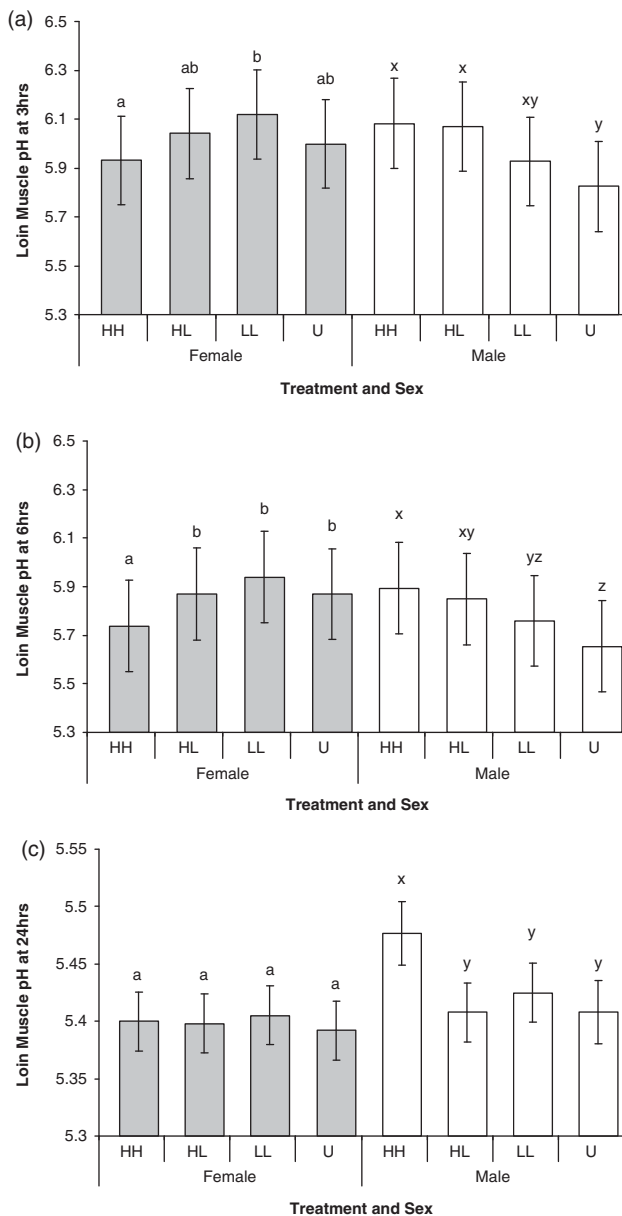 (a)
Loin Muscle pH at 3hrs
6.5
6.3
6.1
5.9
5.7
5.5
5.3
a ab b ab x x xy y
HH HL LL U HH HL LL U
Female Male
Treatment and Sex
(b)
Loin Muscle pH at 6hrs
6.5
6.3
6.1
5.9
5.7
5.5
5.3
a b b b x xy yz z
HH HL LL U HH HL LL U
Female Male
Treatment and Sex
(c)
Loin Muscle pH at 24hrs
5.55
5.5
5.45
5.4
5.35
5.3
a a a a x y y y
HH HL LL U HH HL LL U
Female Male
Treatment and Sex